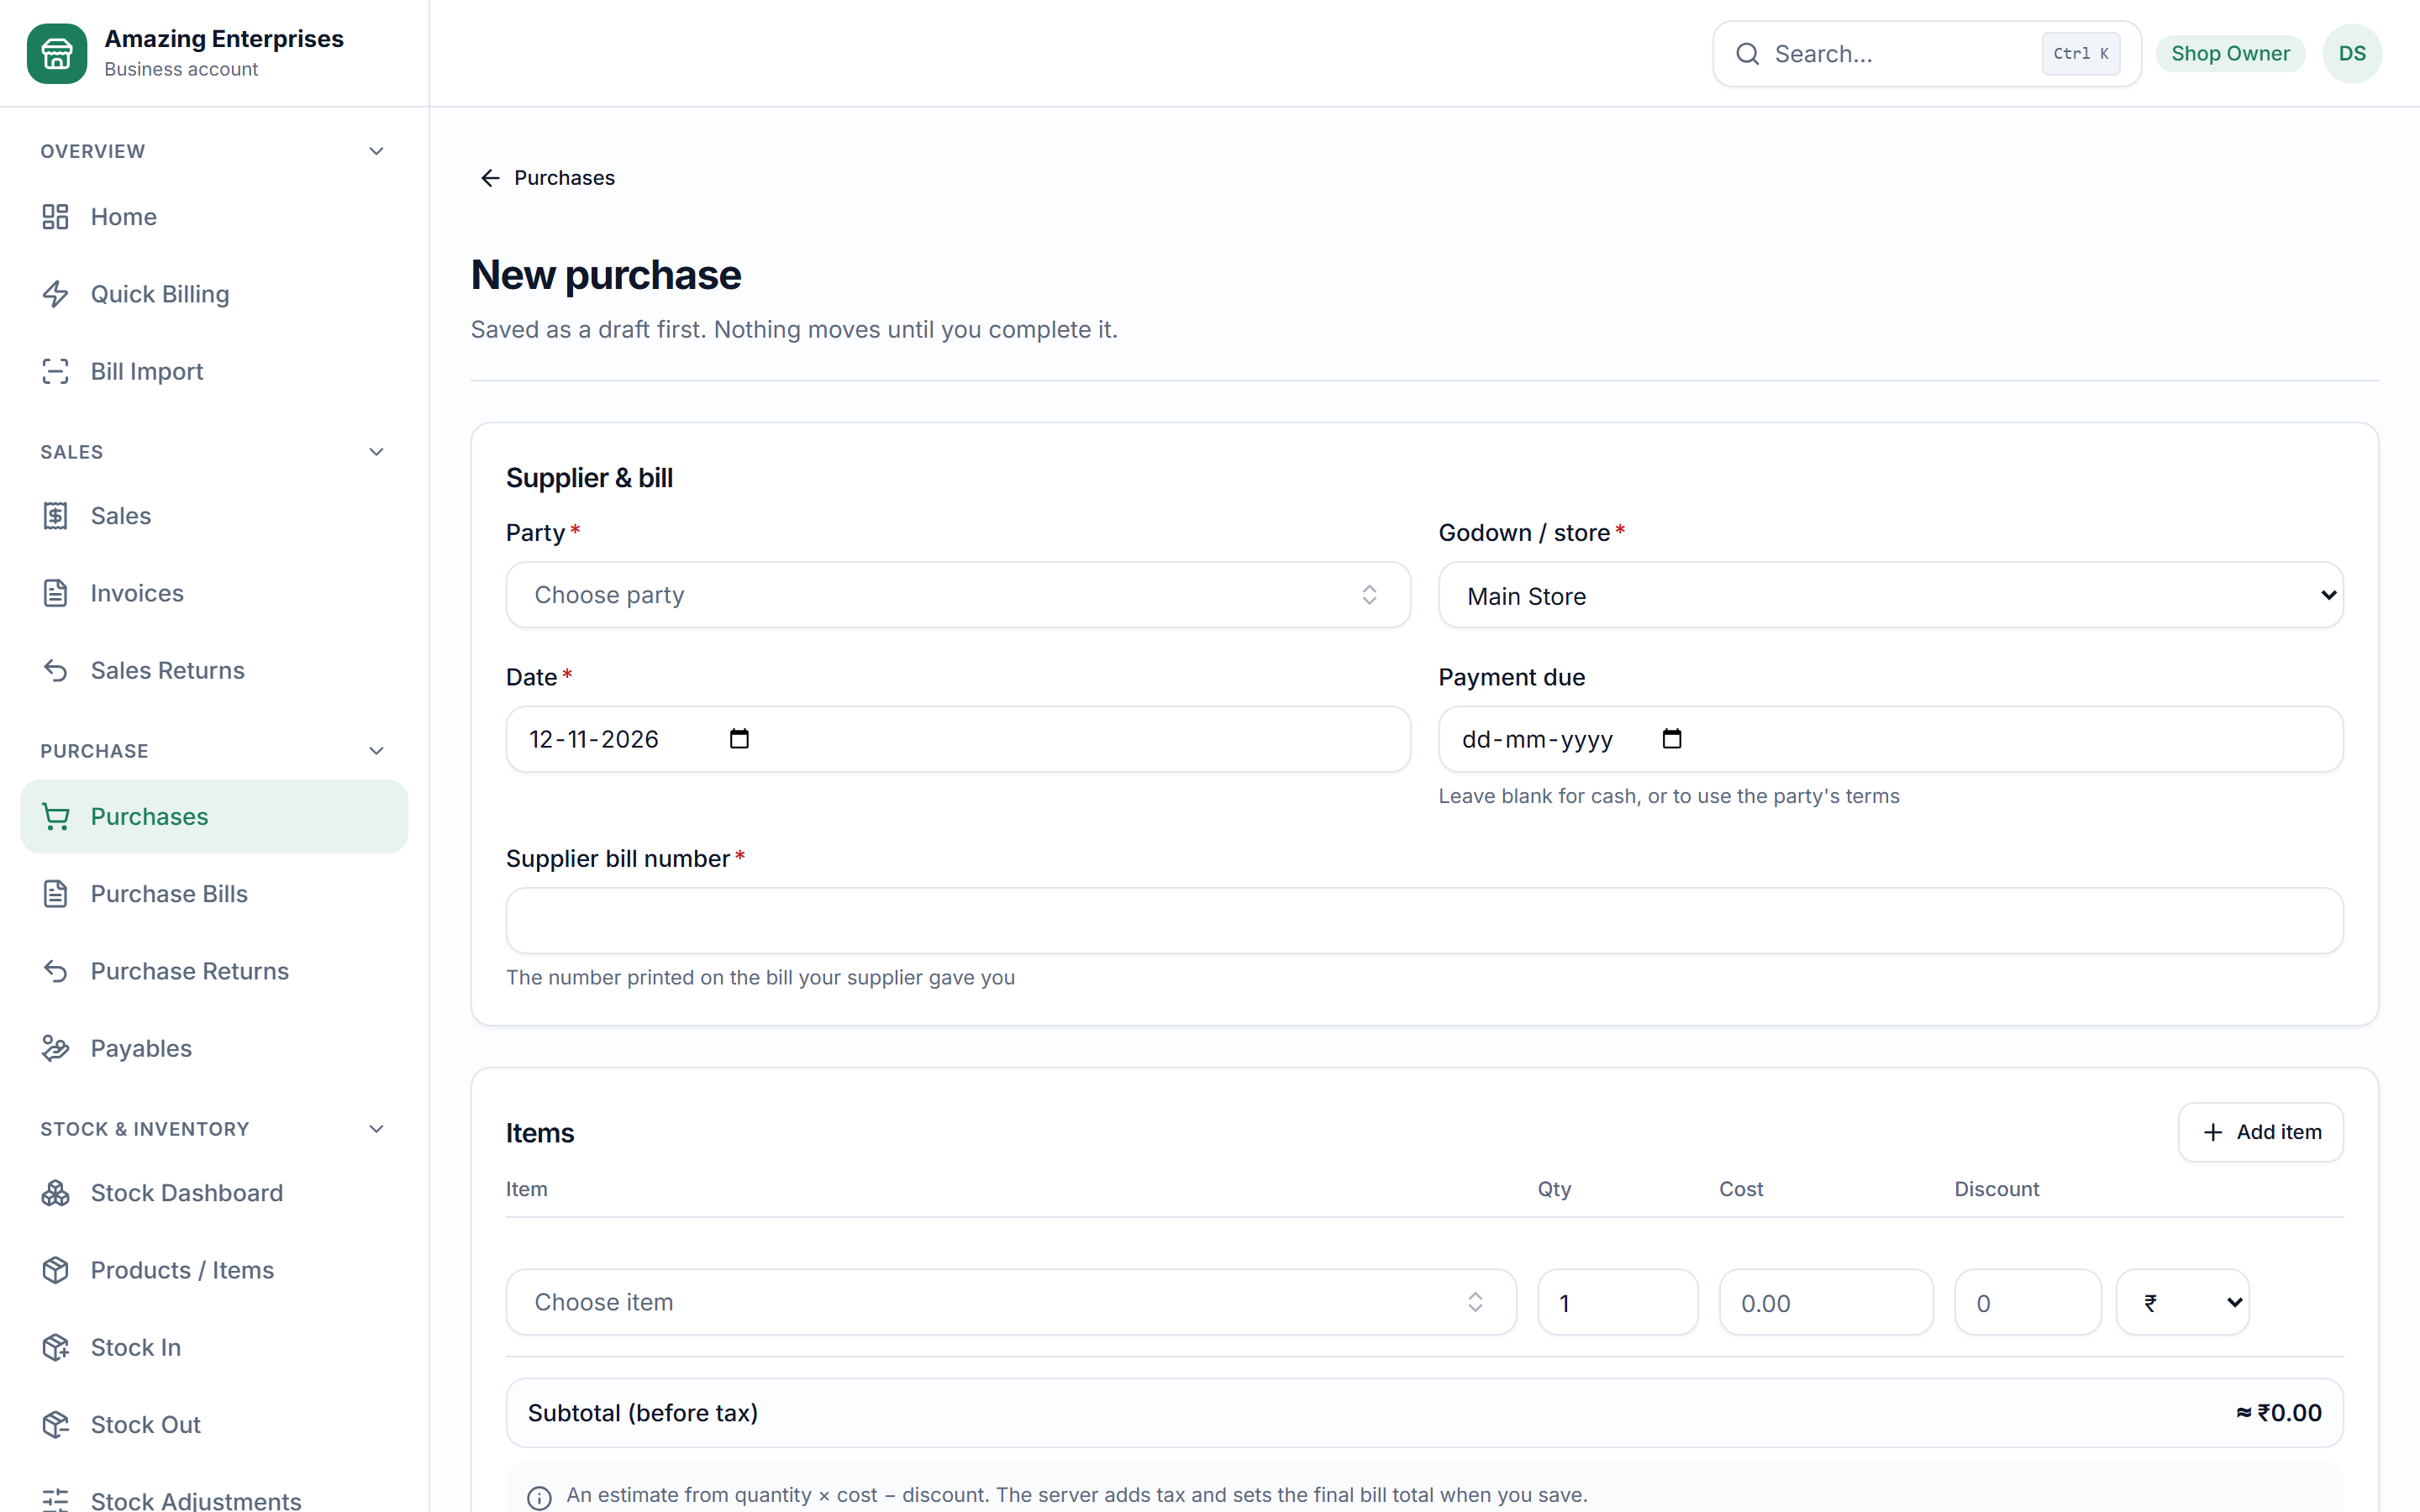 Amazing Enterprises
Business account
Search...
Ctrl K
Shop Owner
DS
OVERVIEW
Home
Quick Billing
Bill Import
SALES
Sales
Invoices
Sales Returns
PURCHASE
Purchases
Purchase Bills
Purchase Returns
Payables
STOCK & INVENTORY
Stock Dashboard
Products / Items
Stock In
Stock Out
Stock Adjustments
Purchases
New purchase
Saved as a draft first. Nothing moves until you complete it.
Supplier & bill
Party *
Godown / store *
Choose party
Main Store
Date *
Payment due
12-11-2026
dd-mm-yyyy
Leave blank for cash, or to use the party's terms
Supplier bill number *
The number printed on the bill your supplier gave you
Items
Add item
Item Qty Cost Discount
Choose item 1 0.00 0 ₹
Subtotal (before tax) ≈ ₹0.00
An estimate from quantity × cost − discount. The server adds tax and sets the final bill total when you save.